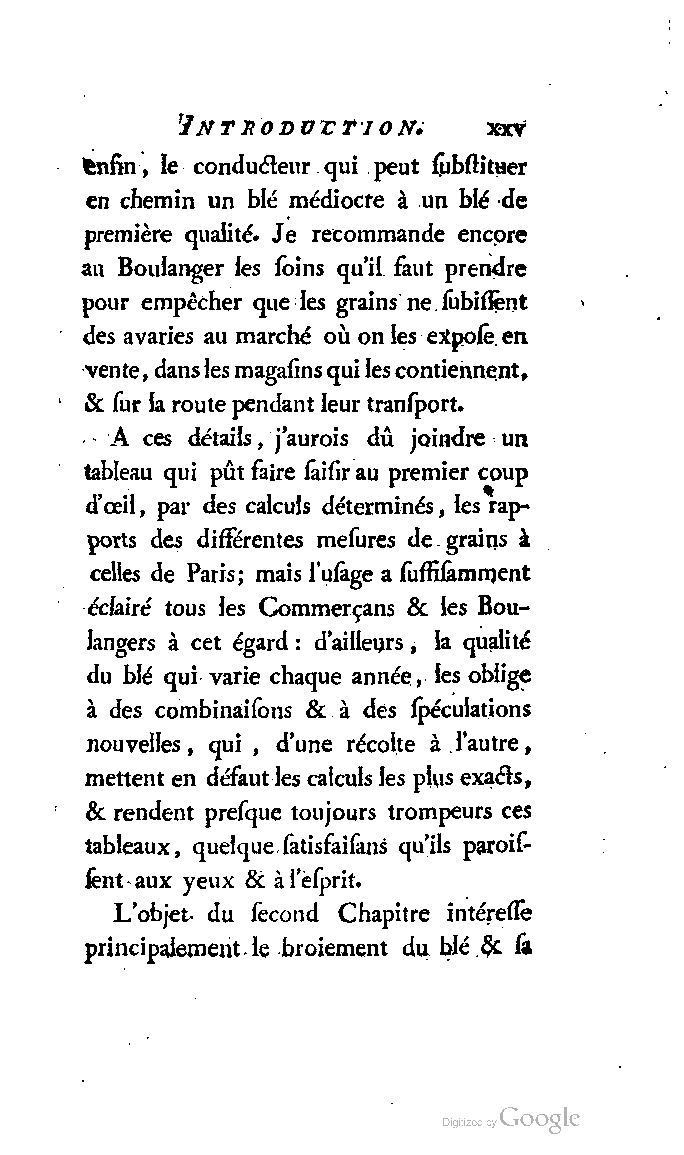 INTRODUCTION. xxv
enfin, le conducteur qui peut ſubſtituer
en chemin un blé médiocre à un blé de
première qualité. Je recommande encore
au Boulanger les ſoins qu'il faut prendre
pour empêcher que les grains ne ſubiſſent
des avaries au marché où on les expoſe en
vente, dans les magaſins qui les contiennent,
& ſur la route pendant leur tranſport.
A ces détails, j'aurois dû joindre un
tableau qui pût faire ſaiſir au premier coup
d'œil, par des calculs déterminés, les rap-
ports des différentes meſures de grains à
celles de Paris; mais l'uſage a ſuffiſamment
éclairé tous les Commerçans & les Bou-
langers à cet égard: d'ailleurs, la qualité
du blé qui varie chaque année, les oblige
à des combinaiſons & à des ſpéculations
nouvelles, qui, d'une récolte à l'autre,
mettent en défaut les calculs les plus exacts,
& rendent preſque toujours trompeurs ces
tableaux, quelque ſatisfaiſans qu'ils paroiſ-
ſent aux yeux & à l'eſprit.
L'objet du ſecond Chapitre intéreſſe
principalement le broiement du blé & ſa
Digitized by Google